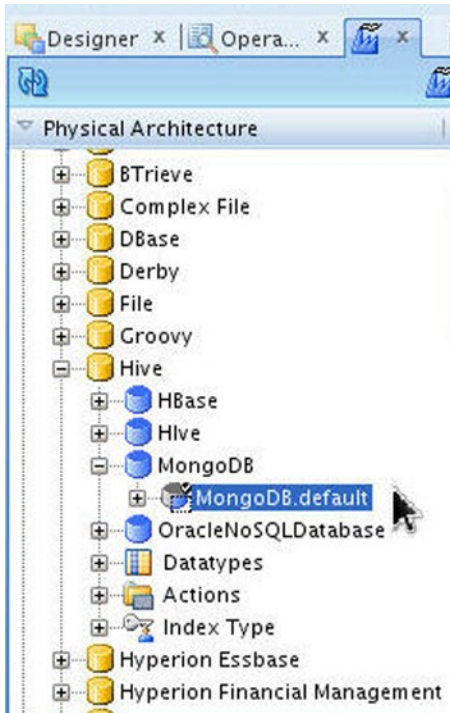 Designer x Opera... x x
Physical Architecture
BTrieve
Complex File
DBase
Derby
File
Groovy
Hive
HBase
HIve
MongoDB
MongoDB.default
OracleNoSQLDatabase
Datatypes
Actions
Index Type
Hyperion Essbase
Hyperion Financial Management